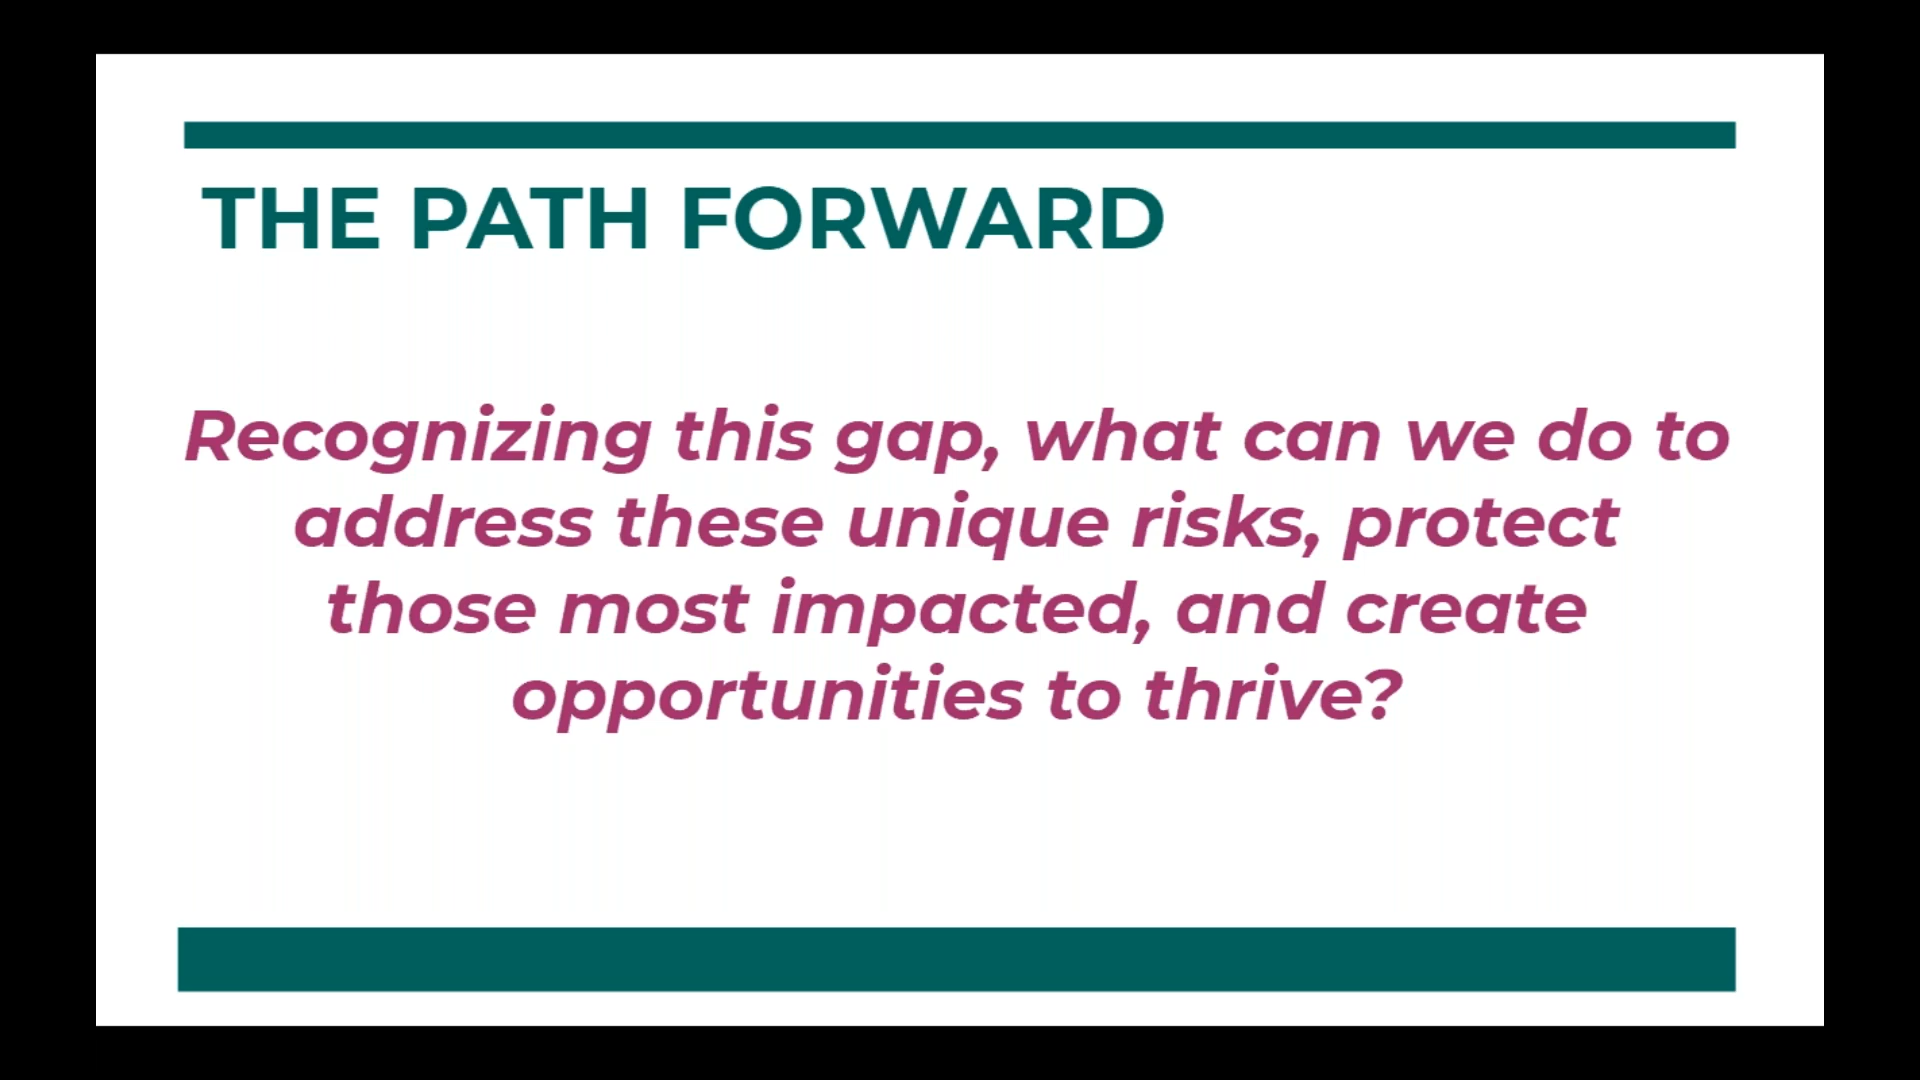 THE PATH FORWARD
Recognizing this gap, what can we do to
address these unique risks, protect
those most impacted, and create
opportunities to thrive?